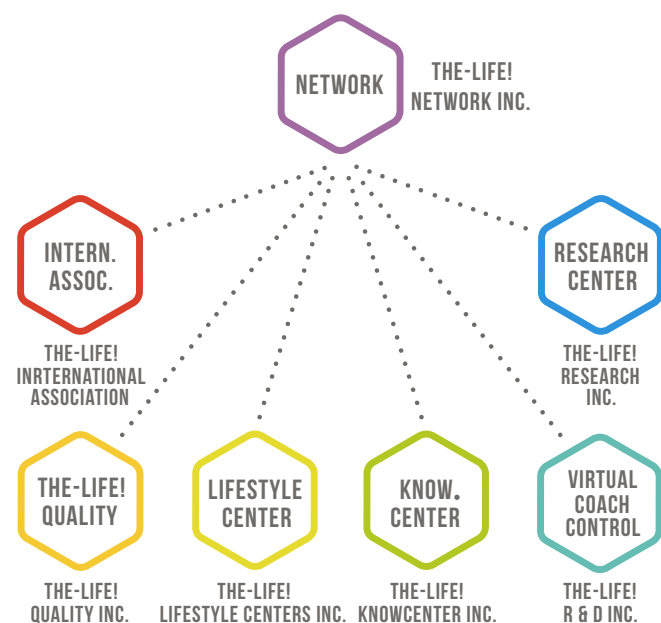 NETWORK
THE-LIFE!
NETWORK INC.
INTERN.
ASSOC.
THE-LIFE!
INRTERNATIONAL
ASSOCIATION
RESEARCH
CENTER
THE-LIFE!
RESEARCH
INC.
THE-LIFE!
QUALITY
THE-LIFE!
QUALITY INC.
LIFESTYLE
CENTER
THE-LIFE!
LIFESTYLE CENTERS INC.
KNOW.
CENTER
THE-LIFE!
KNOWCENTER INC.
VIRTUAL
COACH
CONTROL
THE-LIFE!
R & D INC.